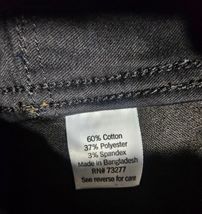 60% Cotton
37% Polyester
3% Spandex
Made in Bangladesh
RN# 73277
See reverse for care